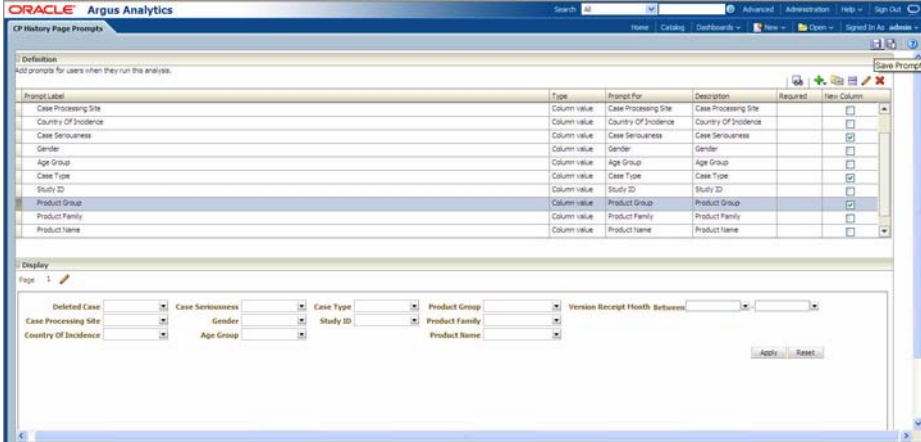 ORACLE Argus Analytics Search All Advanced Administration Help Sign Out
CP History Page Prompts Home Catalog Dashboards New Open Signed In As admin
Save Prompt
Definition
Add prompts for users when they run this analysis.
Prompt Label Type Prompt For Description Required New Column
Case Processing Site Column value Case Processing Site Case Processing Site
Country Of Incidence Column value Country Of Incidence Country Of Incidence
Case Seriousness Column value Case Seriousness Case Seriousness
Gender Column value Gender Gender
Age Group Column value Age Group Age Group
Case Type Column value Case Type Case Type
Study ID Column value Study ID Study ID
Product Group Column value Product Group Product Group
Product Family Column value Product Family Product Family
Product Name Column value Product Name Product Name
Display
Page 1
Deleted Case Case Seriousness Case Type Product Group Version Receipt Month Between -
Case Processing Site Gender Study ID Product Family
Country Of Incidence Age Group Product Name
Apply Reset